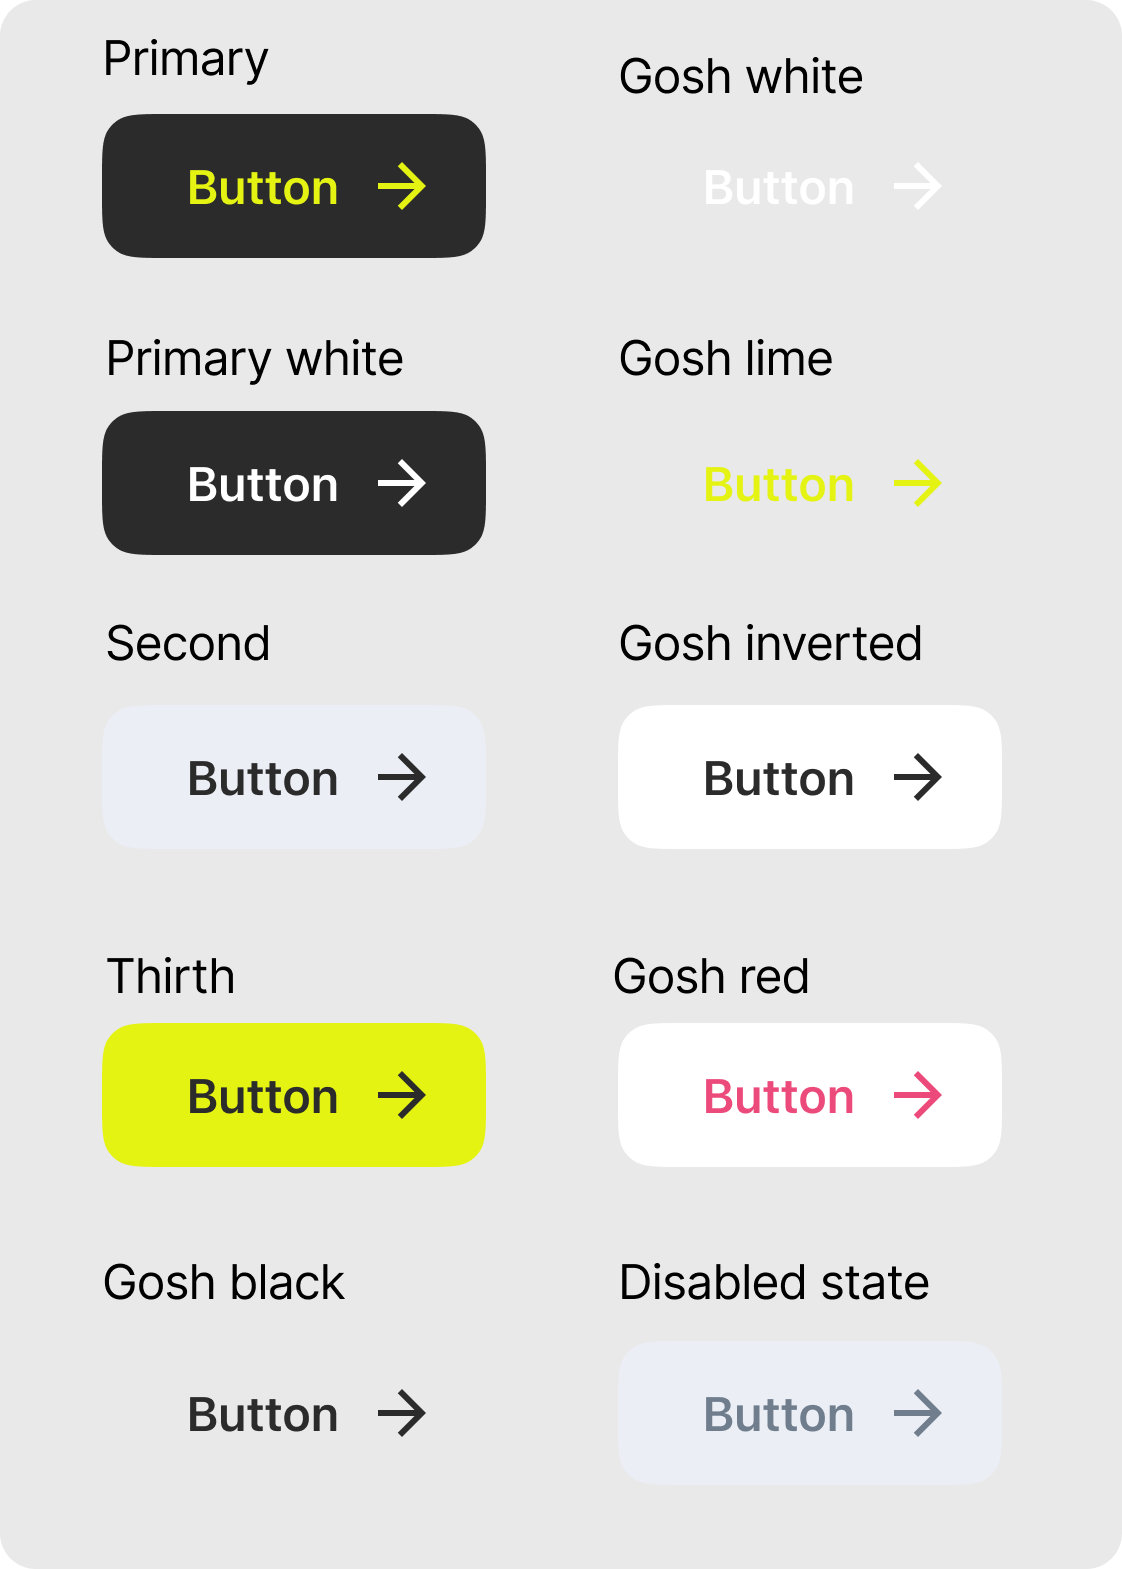 Primary
Button
Gosh white
Button
Primary white
Button
Gosh lime
Button
Second
Button
Gosh inverted
Button
Thirth
Button
Gosh red
Button
Gosh black
Button
Disabled state
Button